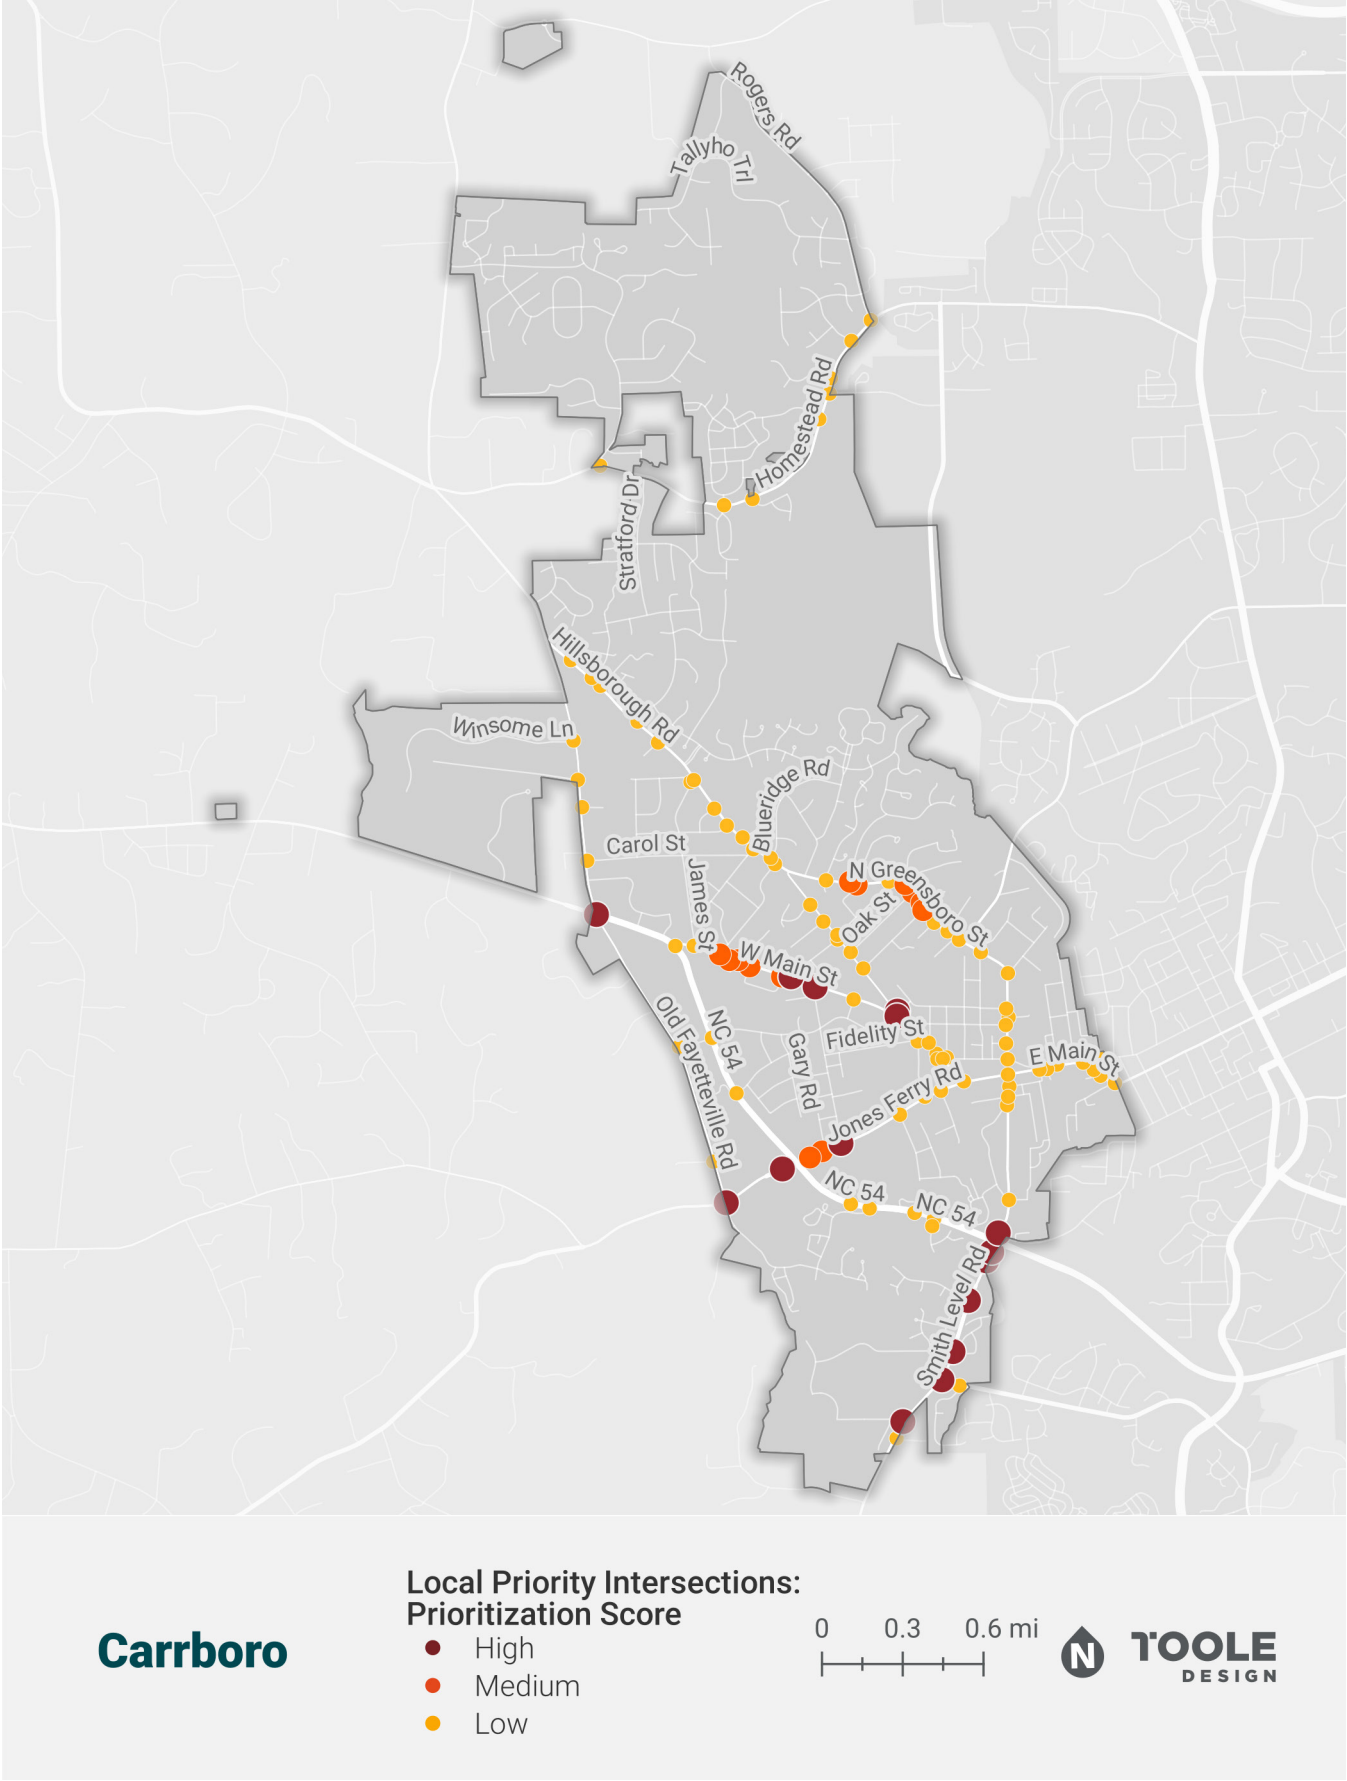 Rogers Rd
Tallyho Trl
Homestead Rd
Stratford Dr
Hillsborough Rd
Winsome Ln
Blueridge Rd
Carol St
James St
N Greensboro St
Oak St
W Main St
Old Fayetteville Rd
NC 54
Gary Rd
Fidelity St
E Main St
Jones Ferry Rd
NC 54
NC 54
Smith Level Rd
Carrboro
Local Priority Intersections:
Prioritization Score
High
Medium
Low
0 0.3 0.6 mi
N
TOOLE
DESIGN